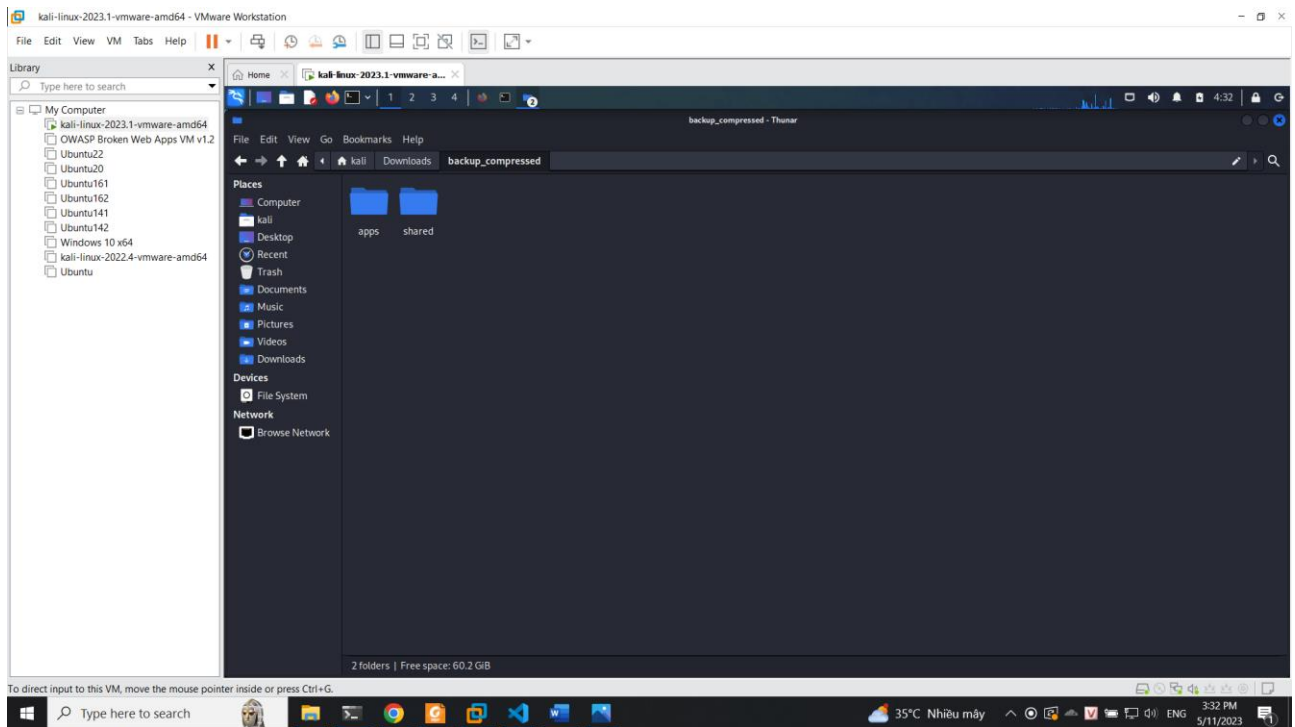 kali-linux-2023.1-vmware-amd64 - VMware Workstation
File Edit View VM Tabs Help
Library
Type here to search
My Computer
kali-linux-2023.1-vmware-amd64
OWASP Broken Web Apps VM v1.2
Ubuntu22
Ubuntu20
Ubuntu161
Ubuntu162
Ubuntu141
Ubuntu142
Windows 10 x64
kali-linux-2022.4-vmware-amd64
Ubuntu
Home
kali-linux-2023.1-vmware-a...
1 2 3 4
2
4:32
backup_compressed - Thunar
File Edit View Go Bookmarks Help
kali Downloads backup_compressed
Places
Computer
kali
Desktop
Recent
Trash
Documents
Music
Pictures
Videos
Downloads
Devices
File System
Network
Browse Network
apps shared
2 folders | Free space: 60.2 GiB
To direct input to this VM, move the mouse pointer inside or press Ctrl+G.
Type here to search
35°C Nhiều mây
ENG
3:32 PM
5/11/2023